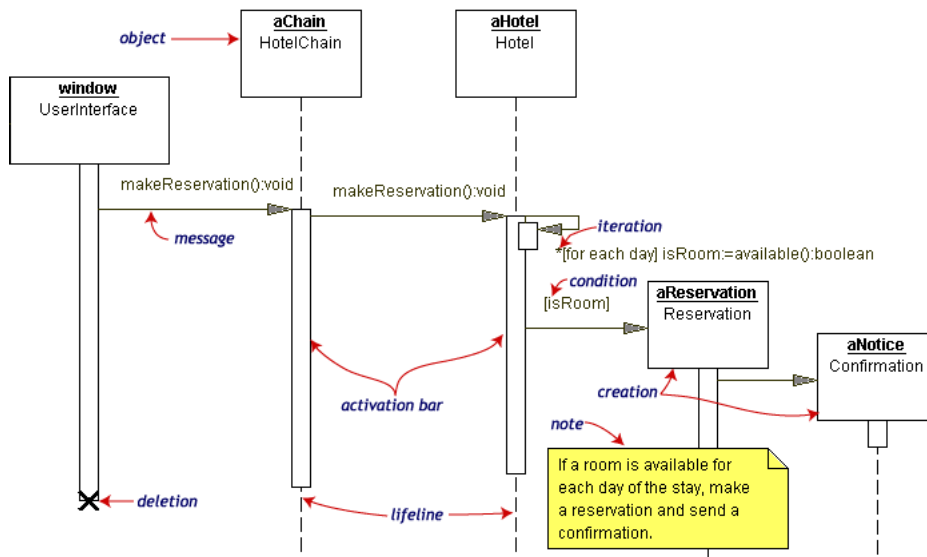 aChain
HotelChain
aHotel
Hotel
object
window
UserInterface
makeReservation():void
makeReservation():void
message
iteration
*[for each day] isRoom:=available():boolean
condition
[isRoom]
aReservation
Reservation
aNotice
Confirmation
activation bar
creation
note
If a room is available for
each day of the stay, make
a reservation and send a
confirmation.
deletion
lifeline